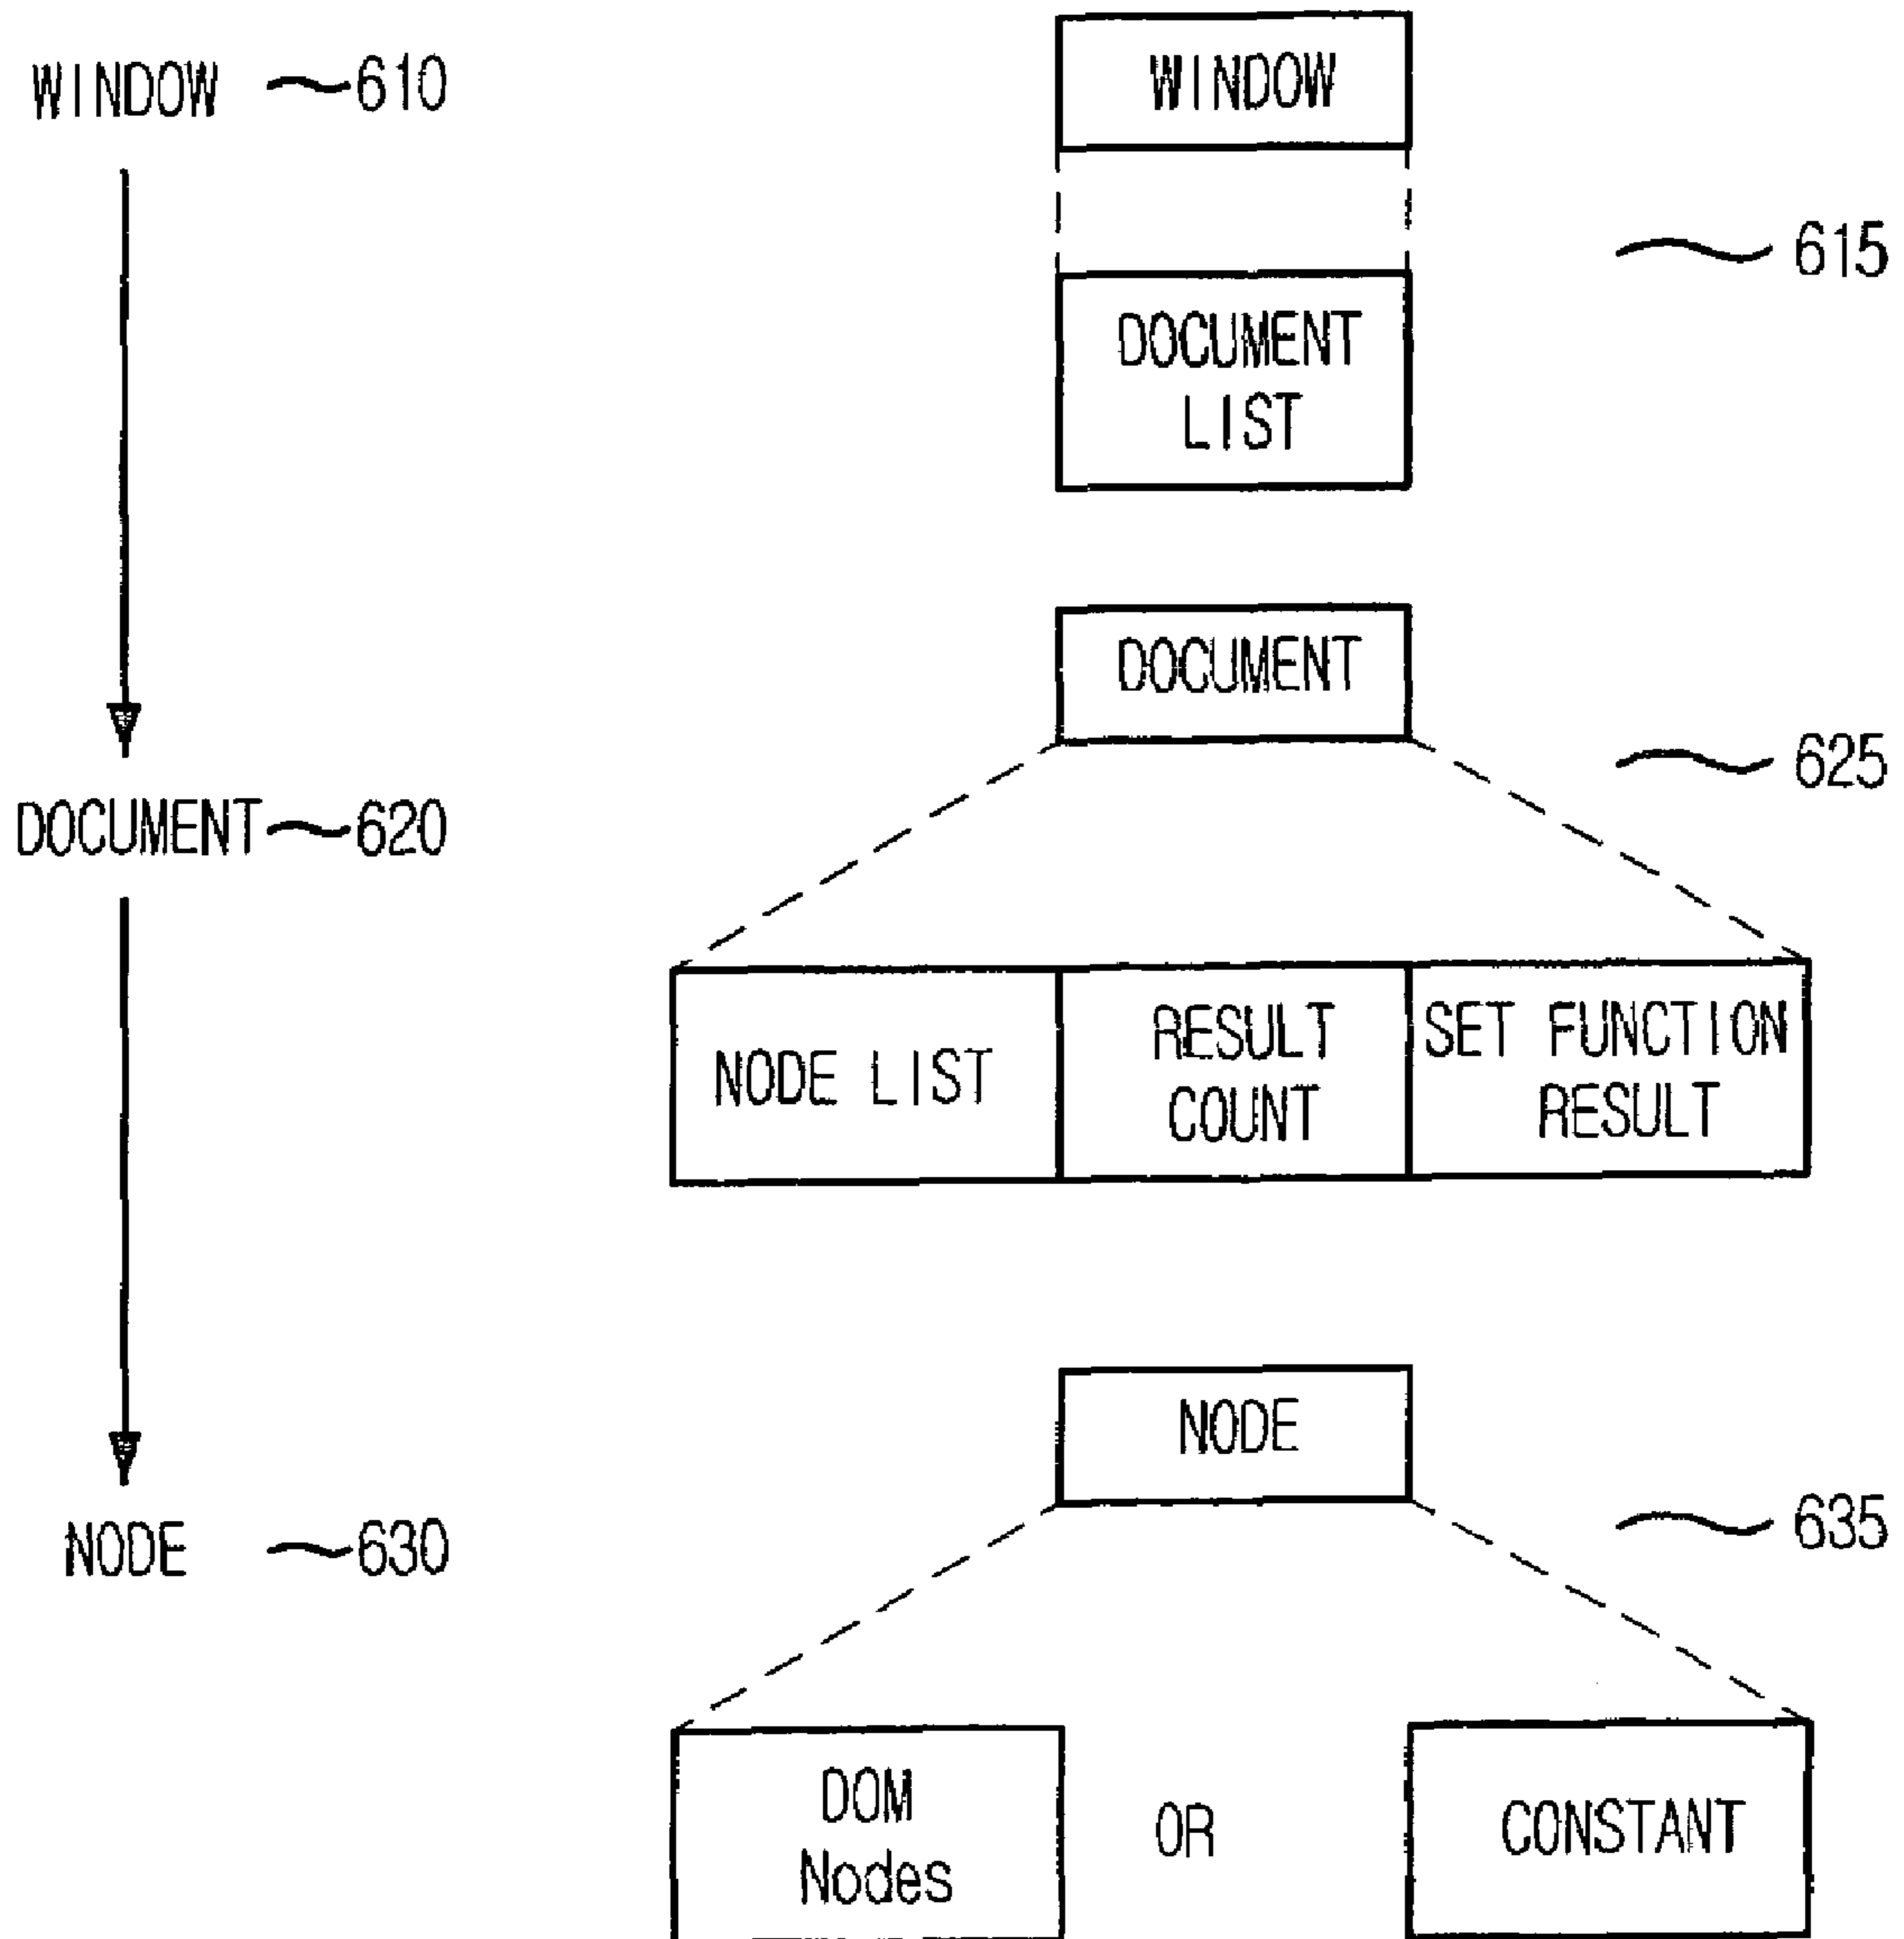 WINDOW 610
WINDOW
615
DOCUMENT
LIST
DOCUMENT
625
DOCUMENT 620
NODE LIST
RESULT
COUNT
SET FUNCTION
RESULT
NODE
635
NODE 630
DOM
Nodes
OR
CONSTANT